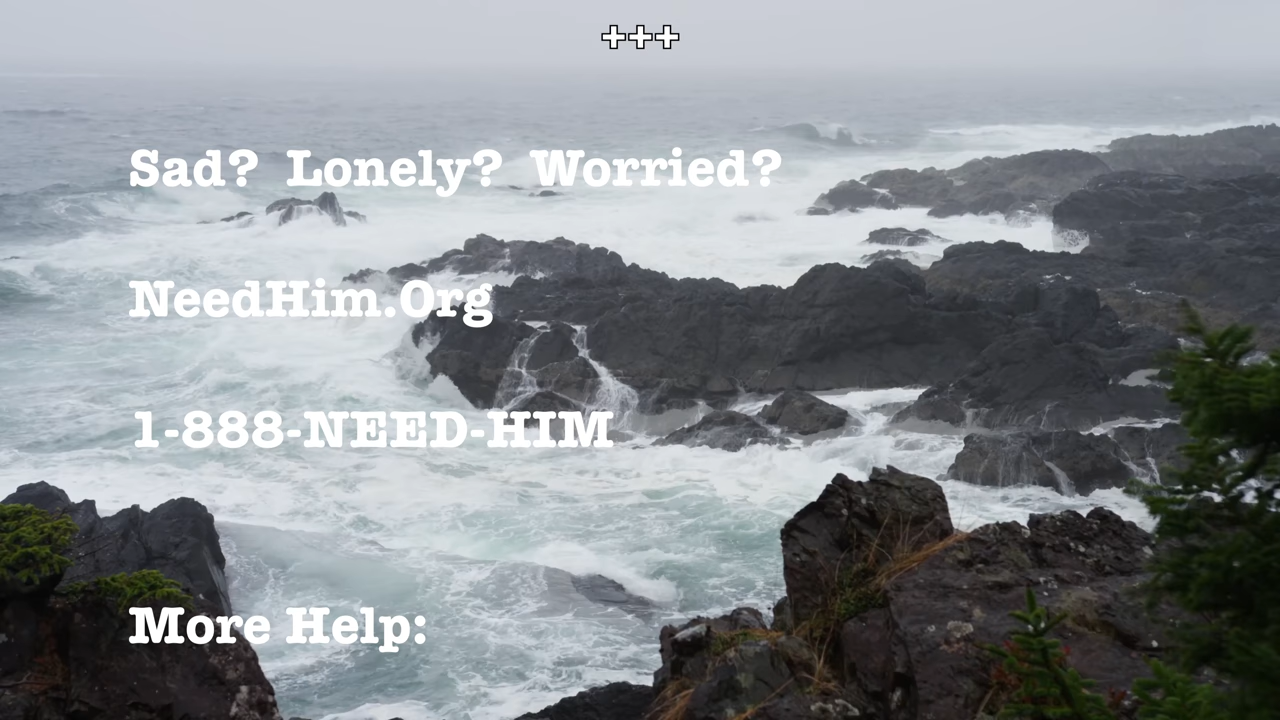 +++
Sad? Lonely? Worried?
NeedHim.Org
1-888-NEED-HIM
More Help: